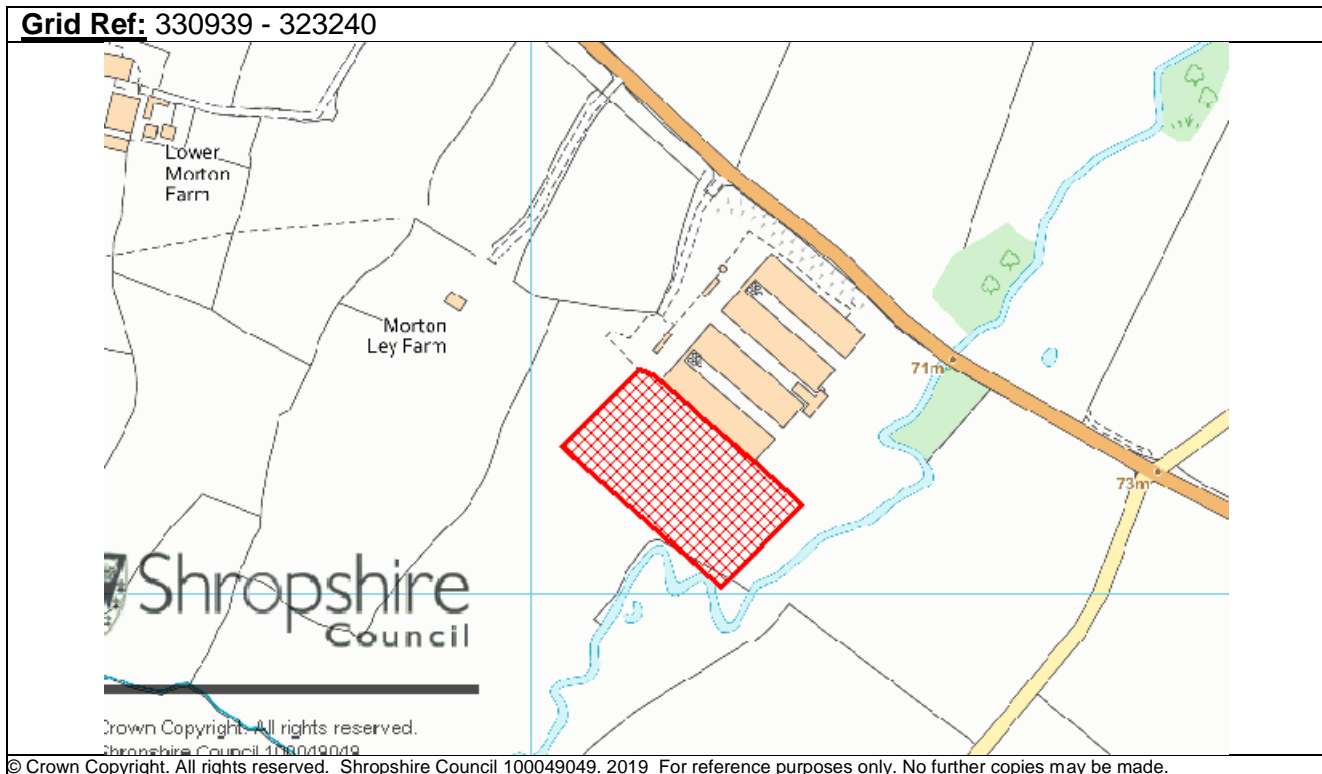 Grid Ref: 330939 - 323240
Lower
Morton
Farm
Morton
Ley Farm
71m
73m
Shropshire
Council
Crown Copyright. All rights reserved.
Shropshire Council 100049049
© Crown Copyright. All rights reserved. Shropshire Council 100049049. 2019 For reference purposes only. No further copies may be made.